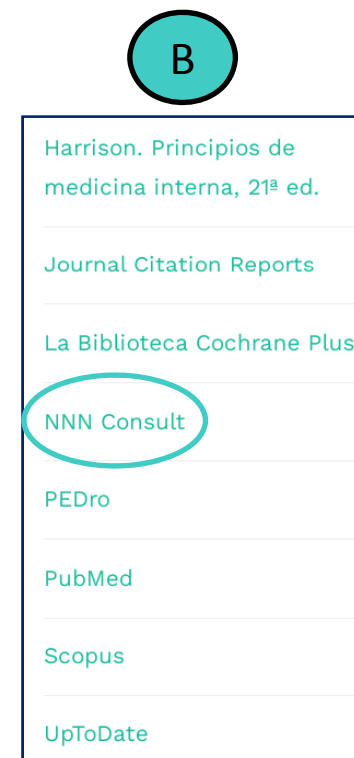 B
Harrison. Principios de
medicina interna, 21ª ed.
Journal Citation Reports
La Biblioteca Cochrane Plus
NNN Consult
PEDro
PubMed
Scopus
UpToDate